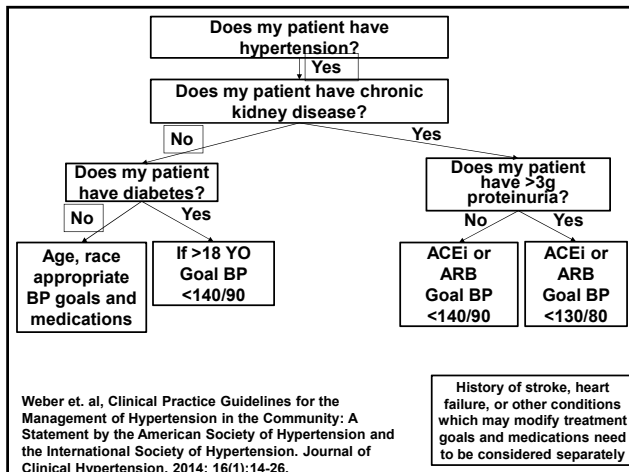 Does my patient have
hypertension?
Yes
Does my patient have chronic
kidney disease?
No
Yes
Does my patient
have diabetes?
Does my patient
have >3g
proteinuria?
No
Yes
No
Yes
Age, race
appropriate
BP goals and
medications
If >18 YO
Goal BP
<140/90
ACEi or
ARB
Goal BP
<140/90
ACEi or
ARB
Goal BP
<130/80
Weber et. al, Clinical Practice Guidelines for the
Management of Hypertension in the Community: A
Statement by the American Society of Hypertension and
the International Society of Hypertension. Journal of
Clinical Hypertension. 2014; 16(1):14-26.
History of stroke, heart
failure, or other conditions
which may modify treatment
goals and medications need
to be considered separately